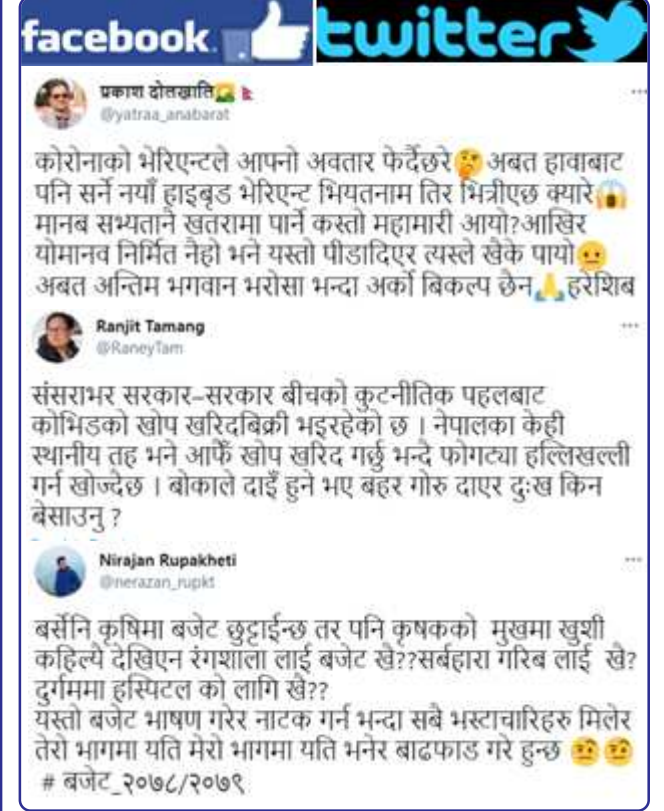 facebook twitter
प्रकाश दोलखाली
@yatraa_anabarat
कोरोनाको भेरिएन्टले आफ्नो अवतार फेर्दैछरे🤔 अबत हावाबाट
पनि सर्ने नयाँ हाइबृड भेरिएन्ट भियतनाम तिर भित्रीएछ क्यारे😱
मानब सभ्यताने खतरामा पार्ने कस्तो महामारी आयो?आखिर
योमानव निर्मित नैहो भने यस्तो पीडादिएर त्यस्ले खैके पायो😐
अबत अन्तिम भगवान भरोसा भन्दा अर्को बिकल्प छैन🙏हरेशिब
Ranjit Tamang
@RaneyTam
संसराभर सरकार–सरकार बीचको कुटनीतिक पहलबाट
कोभिडको खोप खरिदबिक्री भइरहेको छ । नेपालका केही
स्थानीय तह भने आफैँ खोप खरिद गर्छु भन्दै फोगट्या हल्लिखल्ली
गर्न खोज्दैछ । बोकाले दाइँ हुने भए बहर गोरु दाएर दुःख किन
बेसाउनु ?
Nirajan Rupakheti
@nerazan_rupkt
बर्सेनि कृषिमा बजेट छुट्टाईन्छ तर पनि कृषकको मुखमा खुशी
कहिल्यै देखिएन रंगशाला लाई बजेट खै??सर्बहारा गरिब लाई खै?
दुर्गममा हस्पिटल को लागि खै??
यस्तो बजेट भाषण गरेर नाटक गर्न भन्दा सबै भस्टाचारिहरु मिलेर
तेरो भागमा यति मेरो भागमा यति भनेर बाढफाड गरे हुन्छ 🤨 🤨
# बजेट_२०७८/२०७९